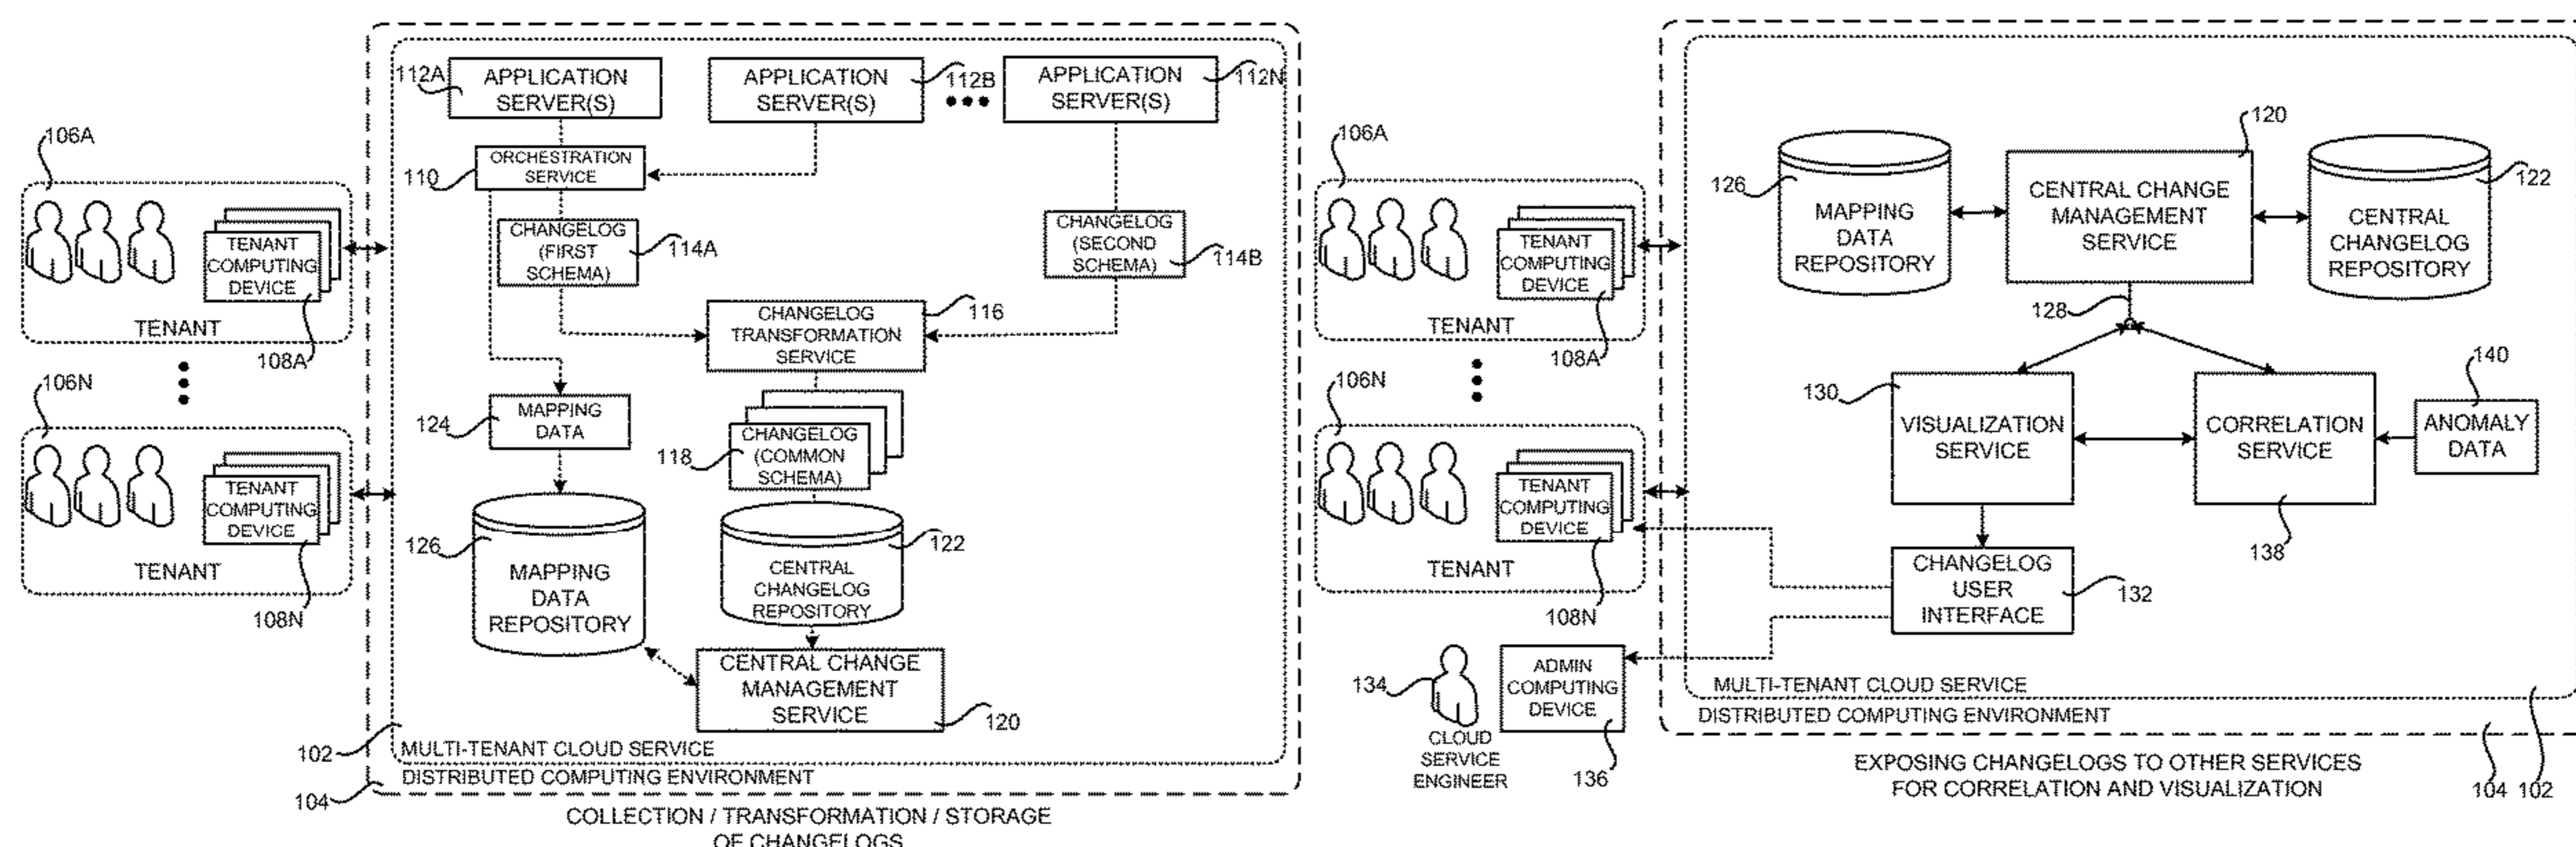 112A
APPLICATION
SERVER(S)
APPLICATION
SERVER(S)
112B
APPLICATION
SERVER(S)
112N
106A
TENANT
COMPUTING
DEVICE
TENANT
108A
106N
TENANT
COMPUTING
DEVICE
TENANT
108N
ORCHESTRATION
SERVICE
110
CHANGELOG
(FIRST
SCHEMA)
114A
CHANGELOG
(SECOND
SCHEMA)
114B
CHANGELOG
TRANSFORMATION
SERVICE
116
MAPPING
DATA
124
CHANGELOG
(COMMON
SCHEMA)
118
126
MAPPING
DATA
REPOSITORY
122
CENTRAL
CHANGELOG
REPOSITORY
CENTRAL CHANGE
MANAGEMENT
SERVICE
120
102
MULTI-TENANT CLOUD SERVICE
DISTRIBUTED COMPUTING ENVIRONMENT
104
COLLECTION / TRANSFORMATION / STORAGE
OF CHANGELOGS
106A
TENANT
COMPUTING
DEVICE
TENANT
108A
106N
TENANT
COMPUTING
DEVICE
TENANT
108N
134
CLOUD
SERVICE
ENGINEER
ADMIN
COMPUTING
DEVICE
136
126
MAPPING
DATA
REPOSITORY
120
CENTRAL CHANGE
MANAGEMENT
SERVICE
122
CENTRAL
CHANGELOG
REPOSITORY
128
130
VISUALIZATION
SERVICE
CORRELATION
SERVICE
138
140
ANOMALY
DATA
CHANGELOG
USER
INTERFACE
132
MULTI-TENANT CLOUD SERVICE
DISTRIBUTED COMPUTING ENVIRONMENT
EXPOSING CHANGELOGS TO OTHER SERVICES
FOR CORRELATION AND VISUALIZATION
104 102